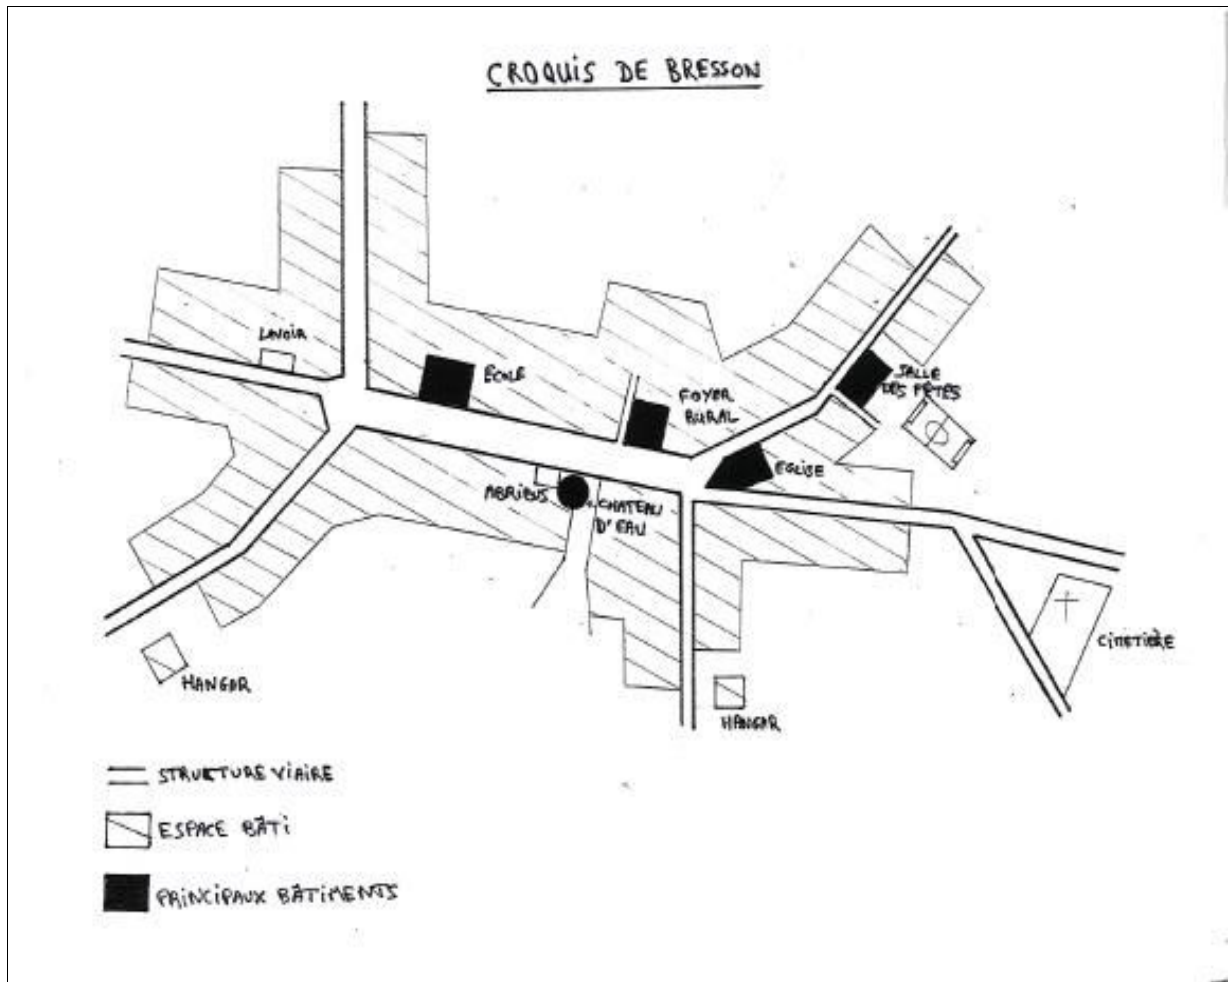 CROQUIS DE BRESSON
LAVOIR
ÉCOLE
FOYER
RURAL
SALLE
DES FÊTES
EGLISE
ABRIBUS
CHATEAU
D'EAU
CIMETIÈRE
HANGAR
HANGAR
STRUCTURE VIAIRE
ESPACE BÂTI
PRINCIPAUX BÂTIMENTS